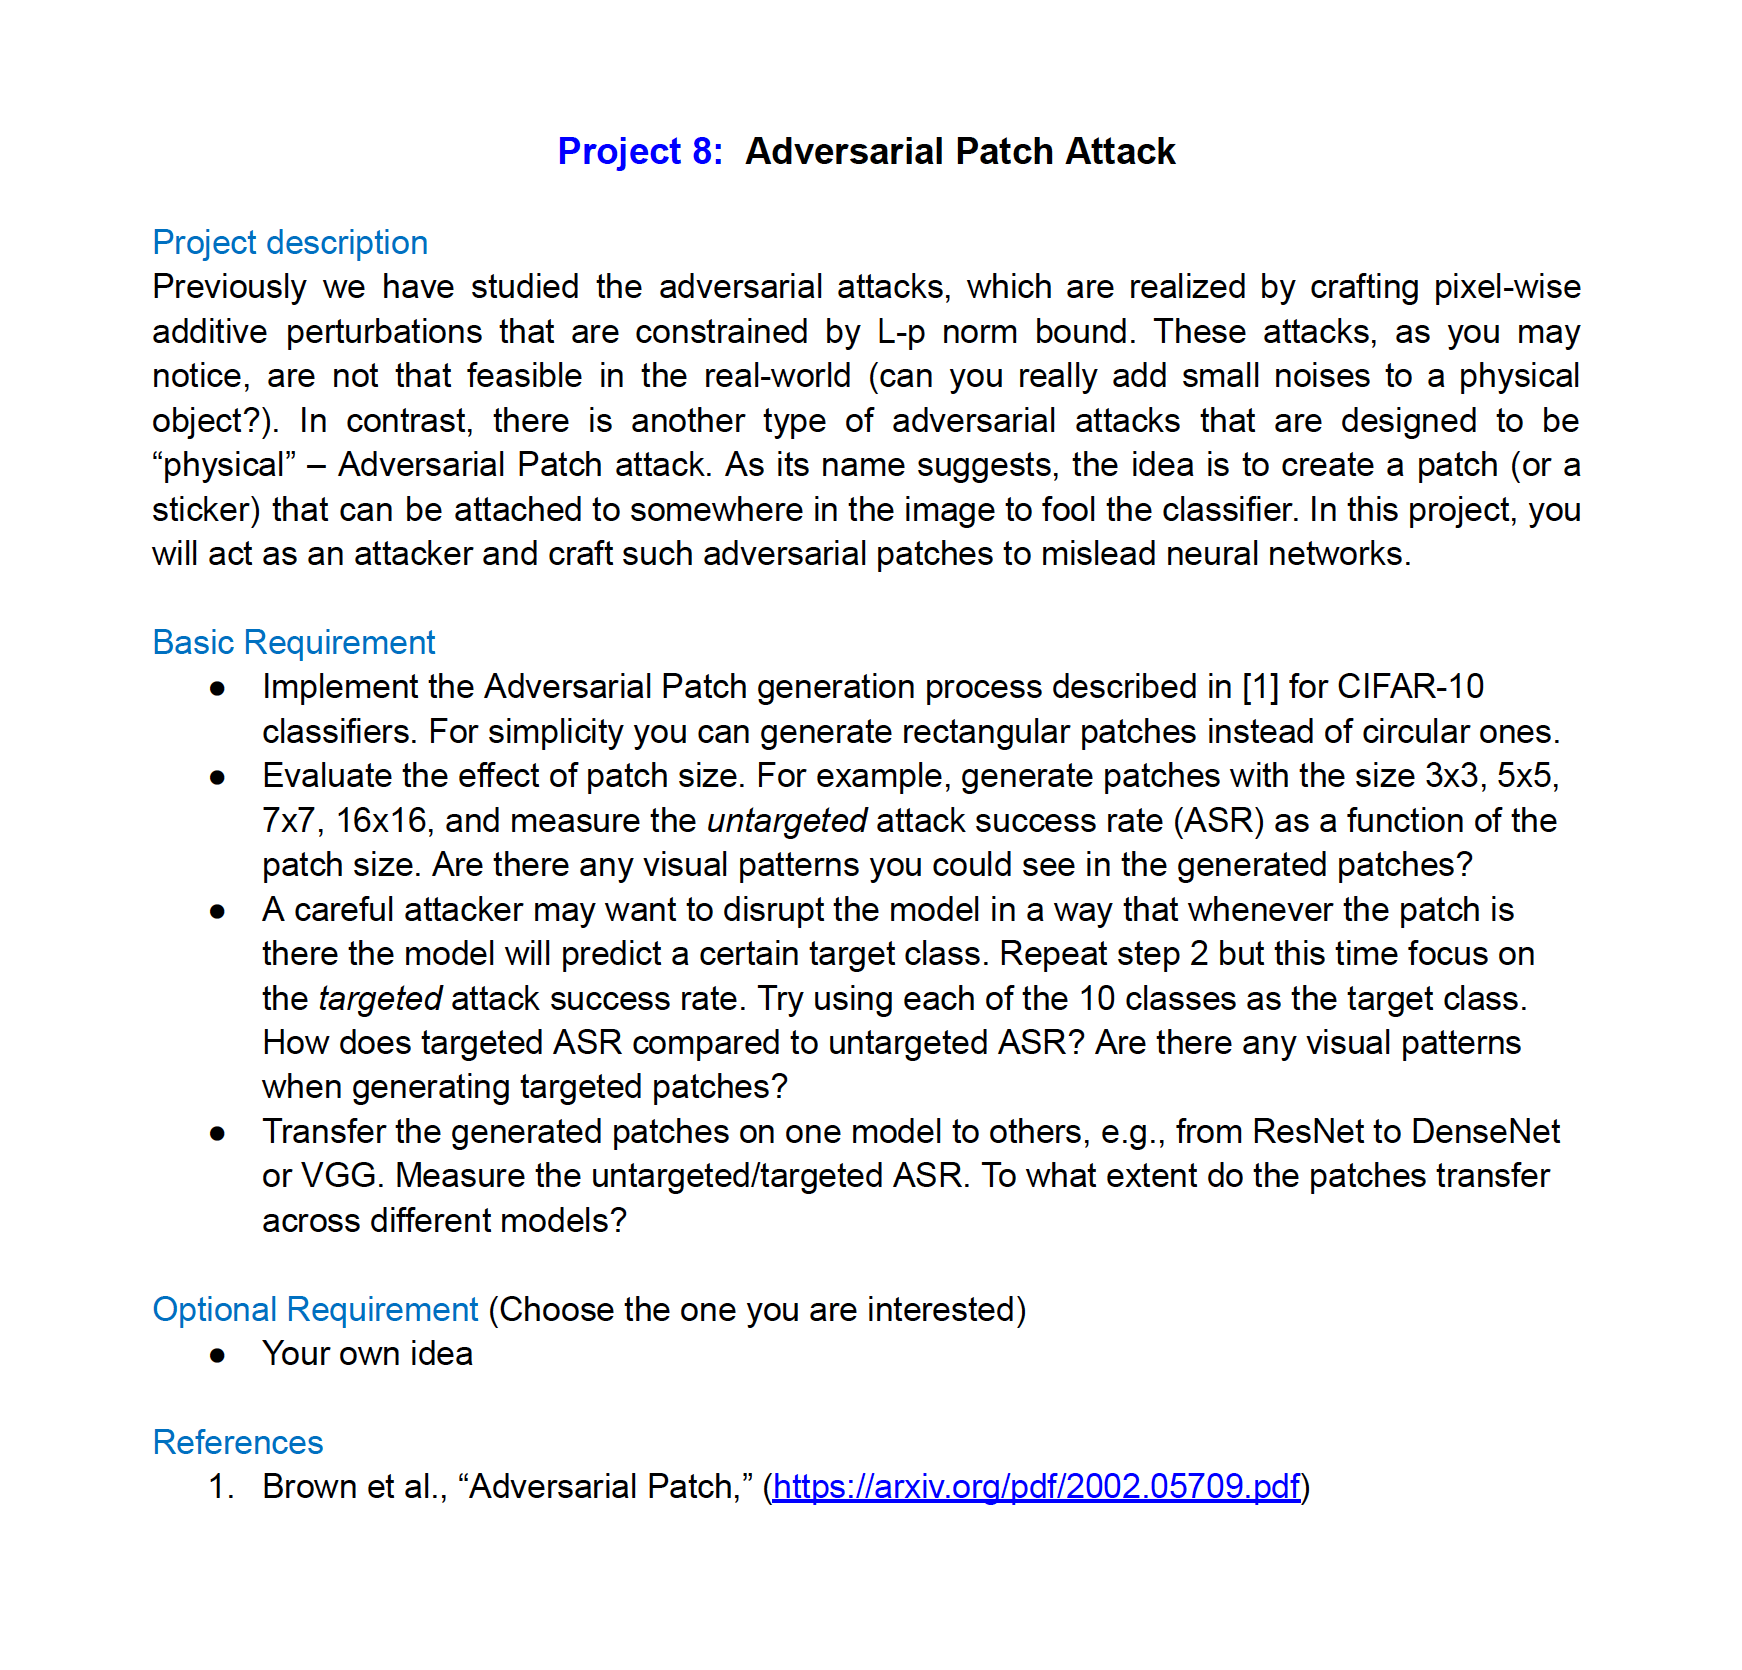 Project 8: Adversarial Patch Attack
Project description
Previously we have studied the adversarial attacks, which are realized by crafting pixel-wise
additive perturbations that are constrained by L-p norm bound. These attacks, as you may
notice, are not that feasible in the real-world (can you really add small noises to a physical
object?). In contrast, there is another type of adversarial attacks that are designed to be
“physical” – Adversarial Patch attack. As its name suggests, the idea is to create a patch (or a
sticker) that can be attached to somewhere in the image to fool the classifier. In this project, you
will act as an attacker and craft such adversarial patches to mislead neural networks.
Basic Requirement
● Implement the Adversarial Patch generation process described in [1] for CIFAR-10
classifiers. For simplicity you can generate rectangular patches instead of circular ones.
● Evaluate the effect of patch size. For example, generate patches with the size 3x3, 5x5,
7x7, 16x16, and measure the untargeted attack success rate (ASR) as a function of the
patch size. Are there any visual patterns you could see in the generated patches?
● A careful attacker may want to disrupt the model in a way that whenever the patch is
there the model will predict a certain target class. Repeat step 2 but this time focus on
the targeted attack success rate. Try using each of the 10 classes as the target class.
How does targeted ASR compared to untargeted ASR? Are there any visual patterns
when generating targeted patches?
● Transfer the generated patches on one model to others, e.g., from ResNet to DenseNet
or VGG. Measure the untargeted/targeted ASR. To what extent do the patches transfer
across different models?
Optional Requirement (Choose the one you are interested)
● Your own idea
References
1. Brown et al., “Adversarial Patch,” (https://arxiv.org/pdf/2002.05709.pdf)